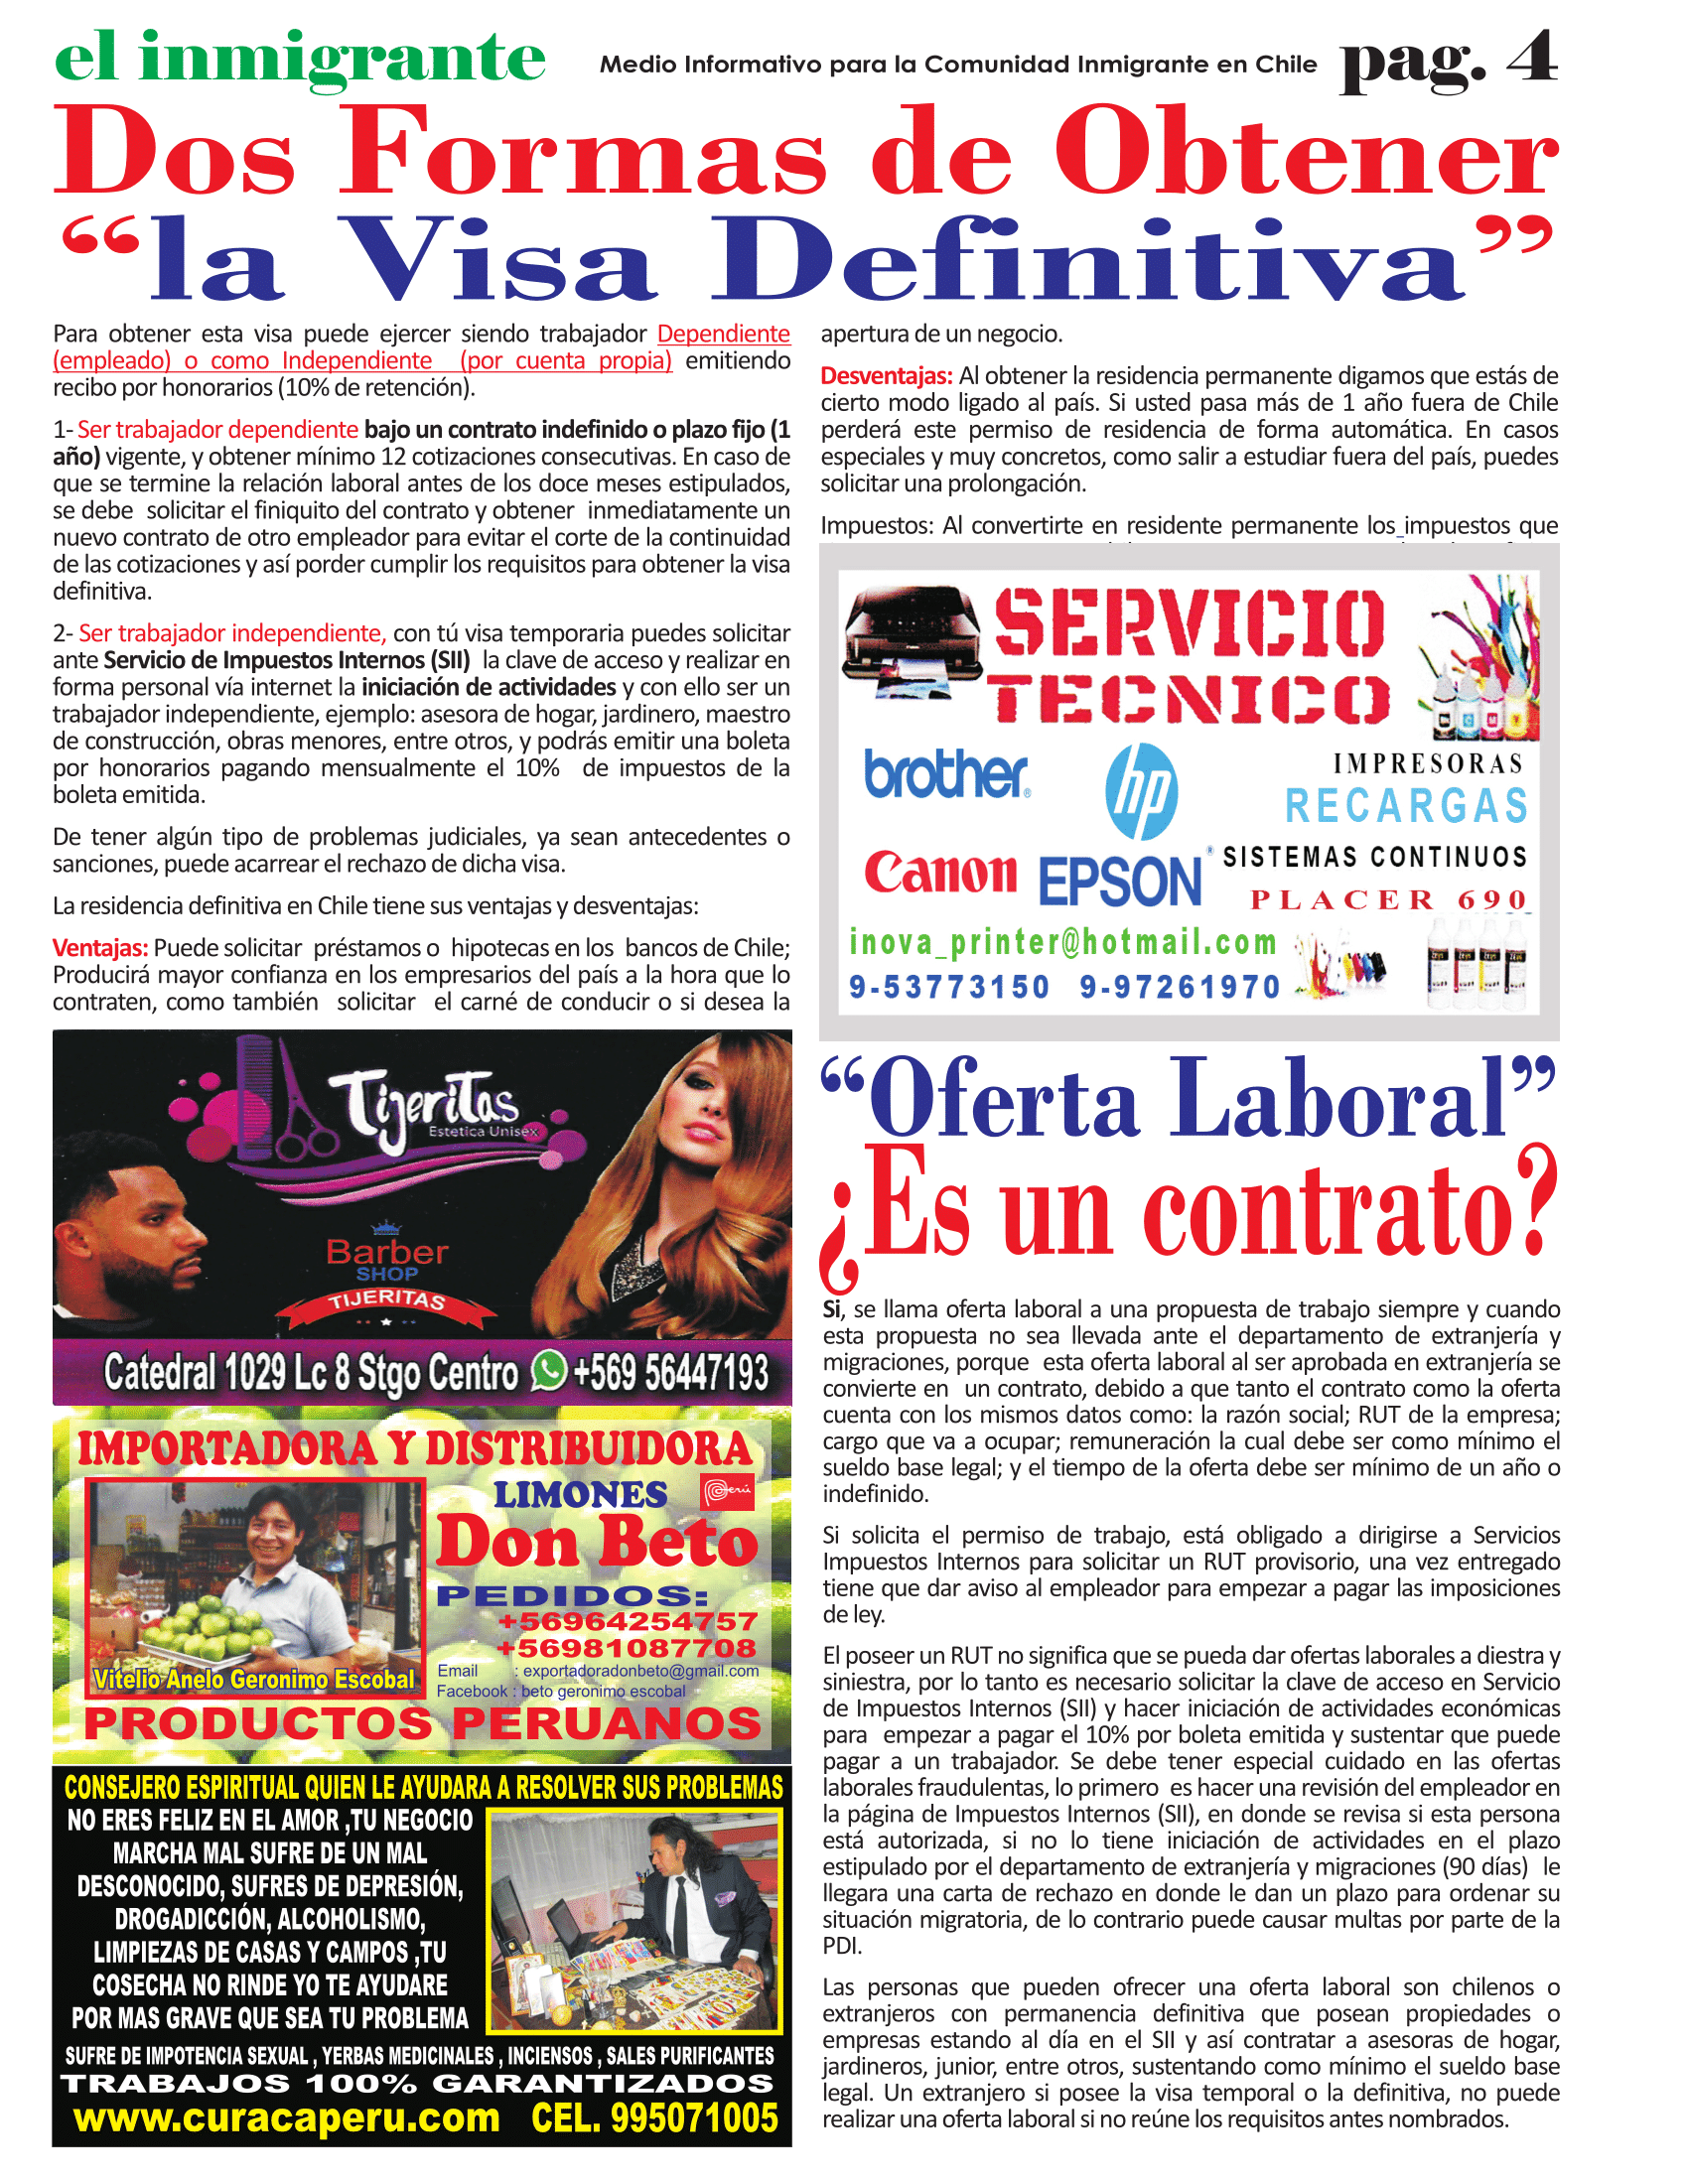 el inmigrante
Medio Informativo para la Comunidad Inmigrante en Chile
pag. 4
Dos Formas de Obtener
“la Visa Definitiva”
Para obtener esta visa puede ejercer siendo trabajador Dependiente
(empleado) o como Independiente (por cuenta propia) emitiendo
recibo por honorarios (10% de retención).
1- Ser trabajador dependiente bajo un contrato indefinido o plazo fijo (1
año) vigente, y obtener mínimo 12 cotizaciones consecutivas. En caso de
que se termine la relación laboral antes de los doce meses estipulados,
se debe solicitar el finiquito del contrato y obtener inmediatamente un
nuevo contrato de otro empleador para evitar el corte de la continuidad
de las cotizaciones y así porder cumplir los requisitos para obtener la visa
definitiva.
2- Ser trabajador independiente, con tú visa temporaria puedes solicitar
ante Servicio de Impuestos Internos (SII) la clave de acceso y realizar en
forma personal vía internet la iniciación de actividades y con ello ser un
trabajador independiente, ejemplo: asesora de hogar, jardinero, maestro
de construcción, obras menores, entre otros, y podrás emitir una boleta
por honorarios pagando mensualmente el 10% de impuestos de la
boleta emitida.
De tener algún tipo de problemas judiciales, ya sean antecedentes o
sanciones, puede acarrear el rechazo de dicha visa.
La residencia definitiva en Chile tiene sus ventajas y desventajas:
Ventajas: Puede solicitar préstamos o hipotecas en los bancos de Chile;
Producirá mayor confianza en los empresarios del país a la hora que lo
contraten, como también solicitar el carné de conducir o si desea la
apertura de un negocio.
Desventajas: Al obtener la residencia permanente digamos que estás de
cierto modo ligado al país. Si usted pasa más de 1 año fuera de Chile
perderá este permiso de residencia de forma automática. En casos
especiales y muy concretos, como salir a estudiar fuera del país, puedes
solicitar una prolongación.
Impuestos: Al convertirte en residente permanente los impuestos que
SERVICIO
TECNICO
brother
hp
IMPRESORAS
RECARGAS
Canon
EPSON
SISTEMAS CONTINUOS
PLACER 690
inova_printer@hotmail.com
9-53773150 9-97261970
Tijeritas
Estetica Unisex
Barber
SHOP
TIJERITAS
Catedral 1029 Lc 8 Stgo Centro +569 56447193
IMPORTADORA Y DISTRIBUIDORA
LIMONES
Perú
Don Beto
PEDIDOS:
+56964254757
+56981087708
Email : exportadoradonbeto@gmail.com
Facebook : beto geronimo escobal
Vitelio Anelo Geronimo Escobal
PRODUCTOS PERUANOS
CONSEJERO ESPIRITUAL QUIEN LE AYUDARA A RESOLVER SUS PROBLEMAS
NO ERES FELIZ EN EL AMOR ,TU NEGOCIO
MARCHA MAL SUFRE DE UN MAL
DESCONOCIDO, SUFRES DE DEPRESIÓN,
DROGADICCIÓN, ALCOHOLISMO,
LIMPIEZAS DE CASAS Y CAMPOS ,TU
COSECHA NO RINDE YO TE AYUDARE
POR MAS GRAVE QUE SEA TU PROBLEMA
SUFRE DE IMPOTENCIA SEXUAL , YERBAS MEDICINALES , INCIENSOS , SALES PURIFICANTES
TRABAJOS 100% GARANTIZADOS
www.curacaperu.com CEL. 995071005
“Oferta Laboral”
¿Es un contrato?
Si, se llama oferta laboral a una propuesta de trabajo siempre y cuando
esta propuesta no sea llevada ante el departamento de extranjería y
migraciones, porque esta oferta laboral al ser aprobada en extranjería se
convierte en un contrato, debido a que tanto el contrato como la oferta
cuenta con los mismos datos como: la razón social; RUT de la empresa;
cargo que va a ocupar; remuneración la cual debe ser como mínimo el
sueldo base legal; y el tiempo de la oferta debe ser mínimo de un año o
indefinido.
Si solicita el permiso de trabajo, está obligado a dirigirse a Servicios
Impuestos Internos para solicitar un RUT provisorio, una vez entregado
tiene que dar aviso al empleador para empezar a pagar las imposiciones
de ley.
El poseer un RUT no significa que se pueda dar ofertas laborales a diestra y
siniestra, por lo tanto es necesario solicitar la clave de acceso en Servicio
de Impuestos Internos (SII) y hacer iniciación de actividades económicas
para empezar a pagar el 10% por boleta emitida y sustentar que puede
pagar a un trabajador. Se debe tener especial cuidado en las ofertas
laborales fraudulentas, lo primero es hacer una revisión del empleador en
la página de Impuestos Internos (SII), en donde se revisa si esta persona
está autorizada, si no lo tiene iniciación de actividades en el plazo
estipulado por el departamento de extranjería y migraciones (90 días) le
llegara una carta de rechazo en donde le dan un plazo para ordenar su
situación migratoria, de lo contrario puede causar multas por parte de la
PDI.
Las personas que pueden ofrecer una oferta laboral son chilenos o
extranjeros con permanencia definitiva que posean propiedades o
empresas estando al día en el SII y así contratar a asesoras de hogar,
jardineros, junior, entre otros, sustentando como mínimo el sueldo base
legal. Un extranjero si posee la visa temporal o la definitiva, no puede
realizar una oferta laboral si no reúne los requisitos antes nombrados.